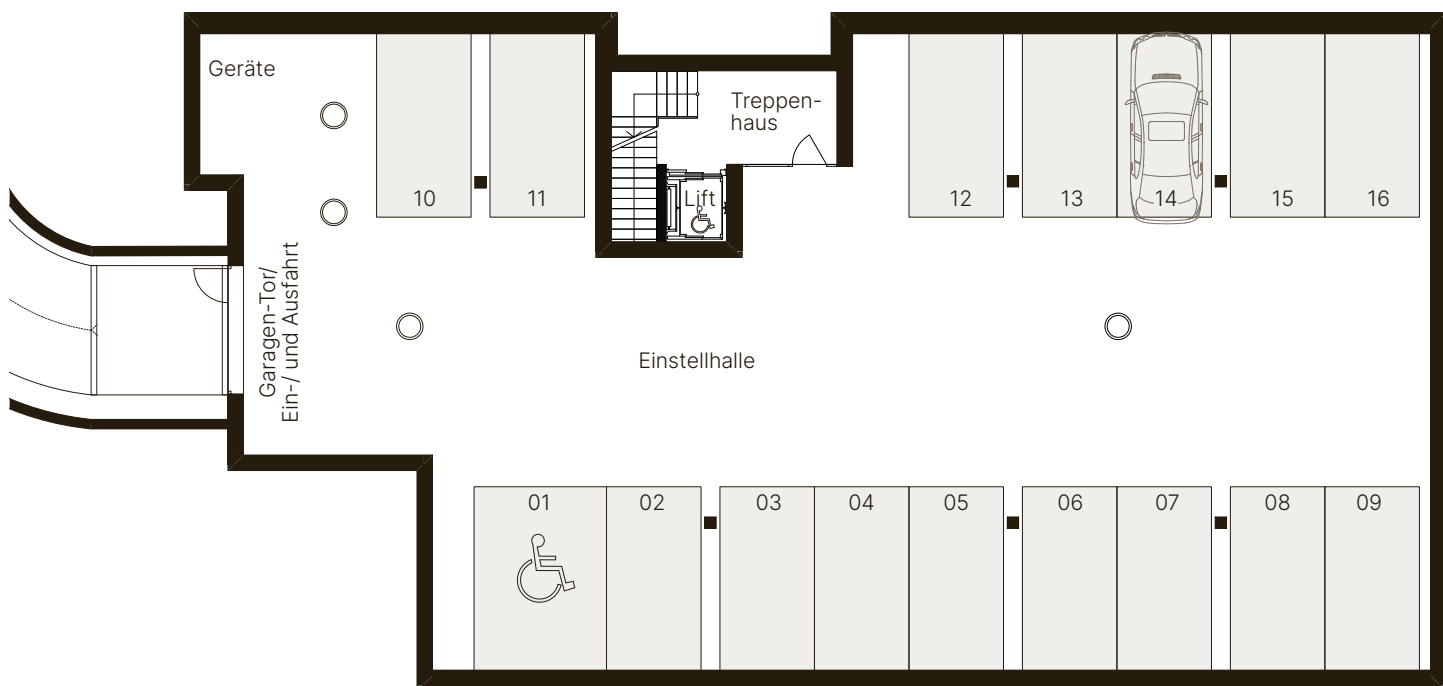 Geräte
Treppen-
haus
10
11
Lift
12
13
14
15
16
Garagen-Tor/
Ein-/ und Ausfahrt
Einstellhalle
01
02
03
04
05
06
07
08
09